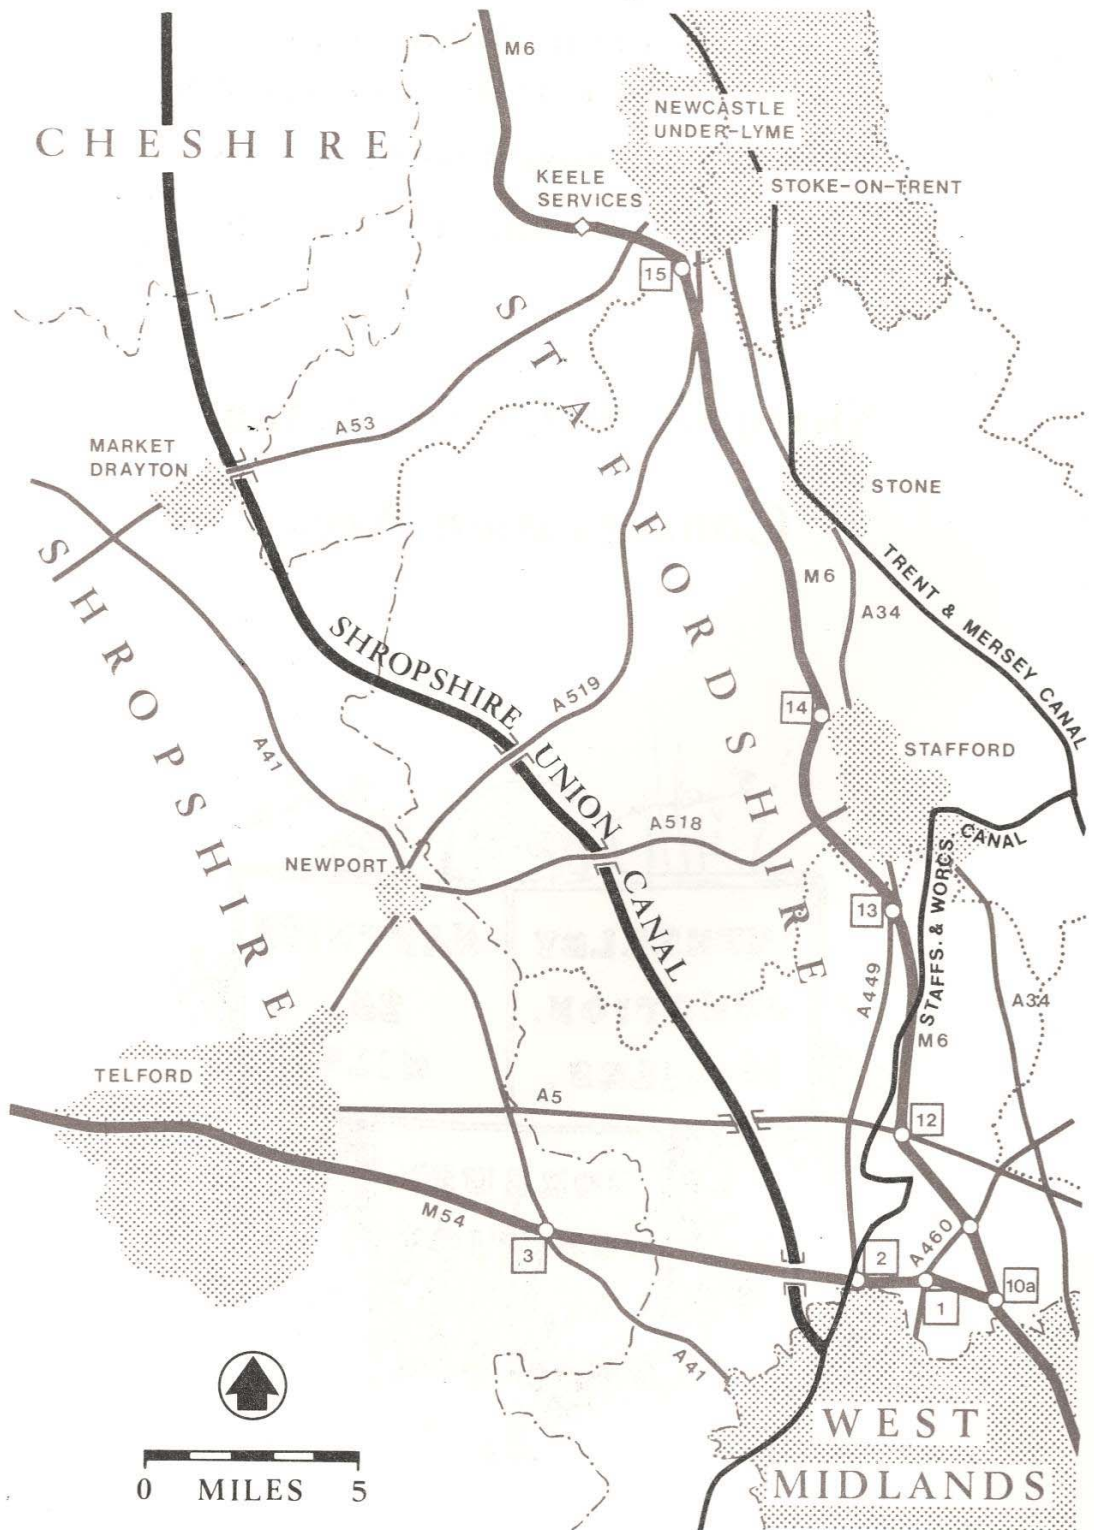 M6
NEWCASTLE
UNDER-LYME
CHESHIRE
KEELE
SERVICES
STOKE-ON-TRENT
15
STAFFORDSHIRE
A53
MARKET
DRAYTON
STONE
SHROPSHIRE
TRENT & MERSEY CANAL
M6
A34
SHROPSHIRE UNION CANAL
A519
14
A41
STAFFORD
A518
CANAL
NEWPORT
STAFFS. & WORCS.
13
A449
A34
M6
TELFORD
A5
12
M54
A460
3
2
10a
1
A41
WEST
MIDLANDS
0 MILES 5